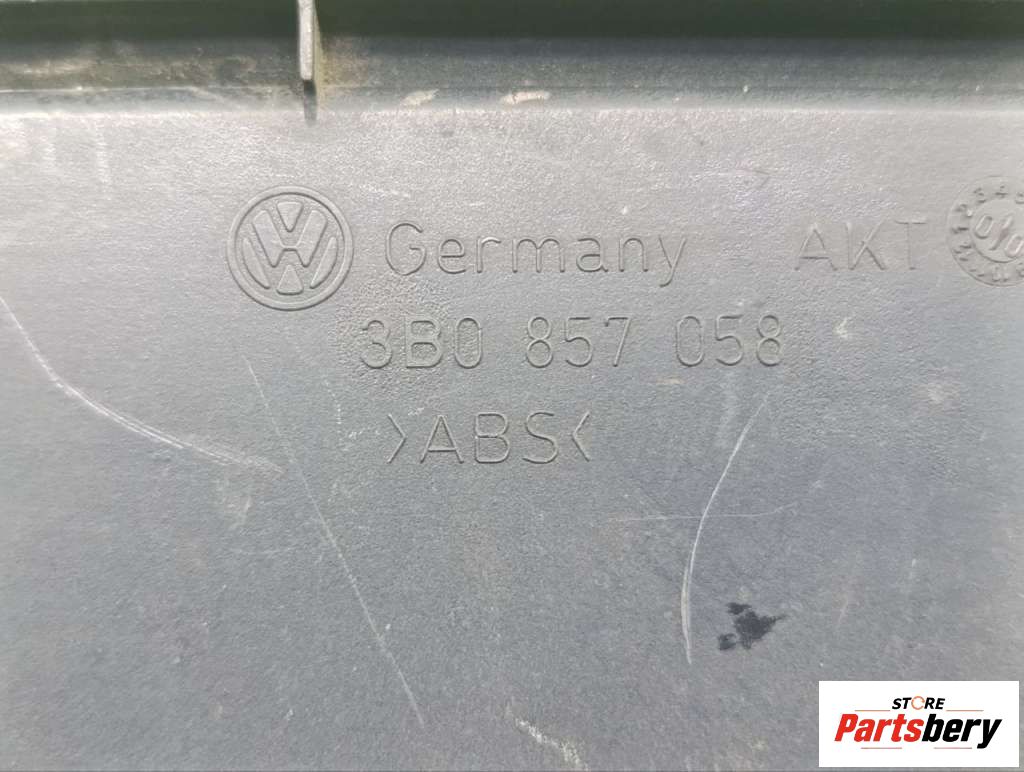 Germany AKT
3B0 857 058
>ABS<
STORE
Partsbery